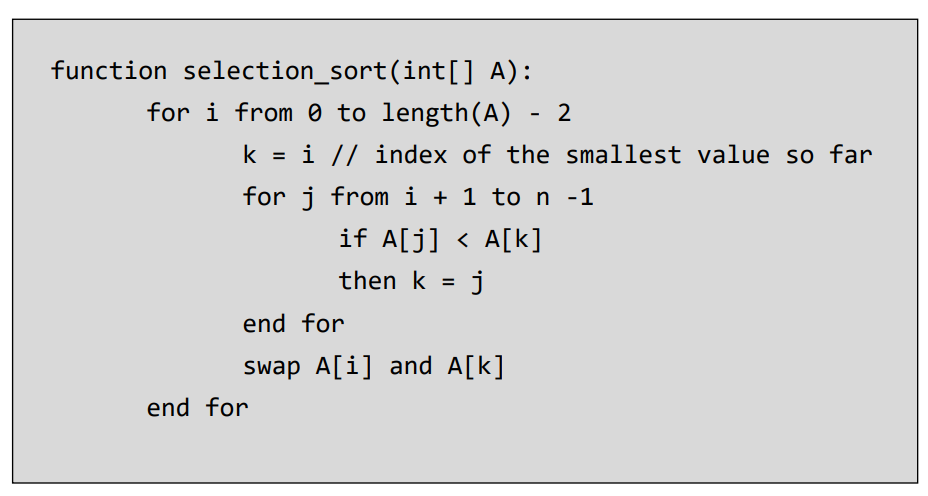 function selection_sort(int[] A):
for i from 0 to length(A) - 2
k = i // index of the smallest value so far
for j from i + 1 to n -1
if A[j] < A[k]
then k = j
end for
swap A[i] and A[k]
end for